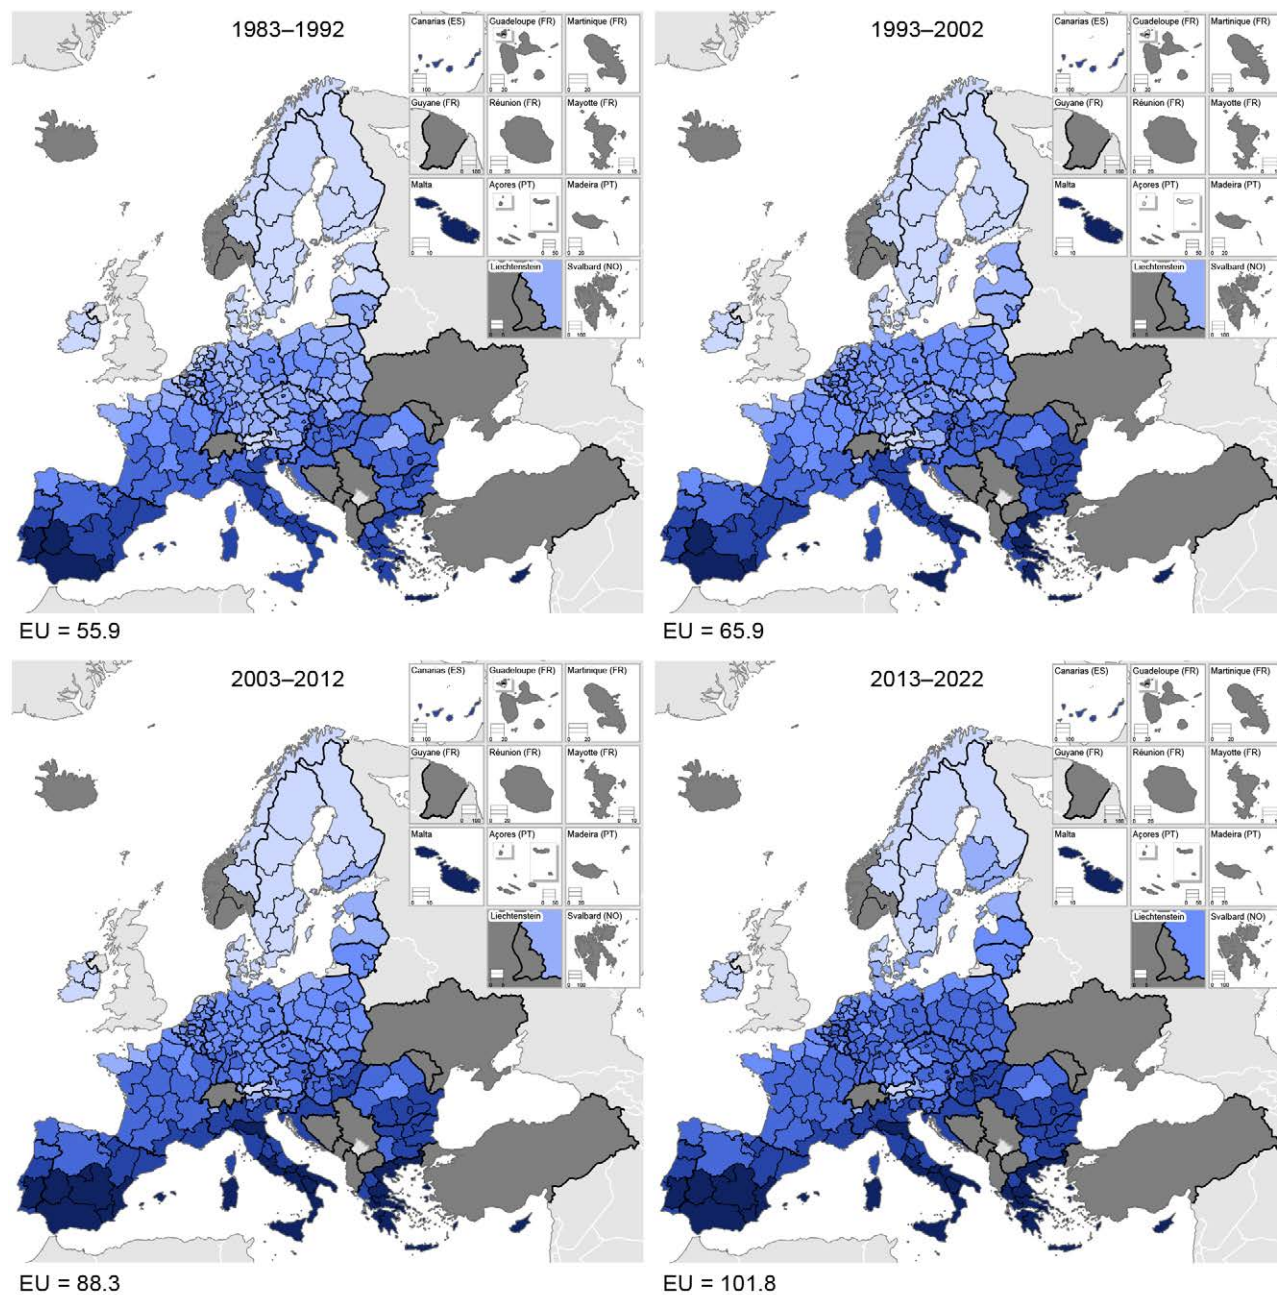 1983–1992
Canarias (ES)
Guadeloupe (FR)
Martinique (FR)
Guyane (FR)
Réunion (FR)
Mayotte (FR)
Malta
Açores (PT)
Madeira (PT)
Liechtenstein
Svalbard (NO)
EU = 55.9
1993–2002
Canarias (ES)
Guadeloupe (FR)
Martinique (FR)
Guyane (FR)
Réunion (FR)
Mayotte (FR)
Malta
Açores (PT)
Madeira (PT)
Liechtenstein
Svalbard (NO)
EU = 65.9
2003–2012
Canarias (ES)
Guadeloupe (FR)
Martinique (FR)
Guyane (FR)
Réunion (FR)
Mayotte (FR)
Malta
Açores (PT)
Madeira (PT)
Liechtenstein
Svalbard (NO)
EU = 88.3
2013–2022
Canarias (ES)
Guadeloupe (FR)
Martinique (FR)
Guyane (FR)
Réunion (FR)
Mayotte (FR)
Malta
Açores (PT)
Madeira (PT)
Liechtenstein
Svalbard (NO)
EU = 101.8